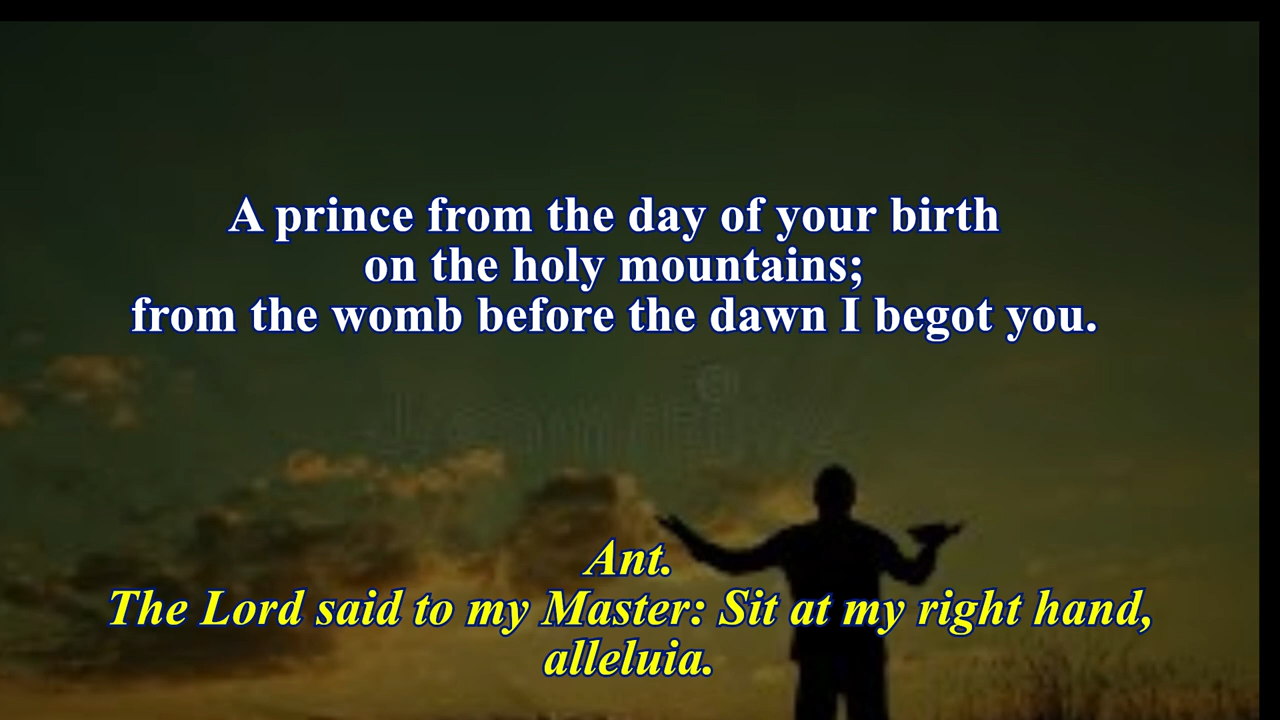 A prince from the day of your birth
on the holy mountains;
from the womb before the dawn I begot you.
Ant.
The Lord said to my Master: Sit at my right hand,
alleluia.